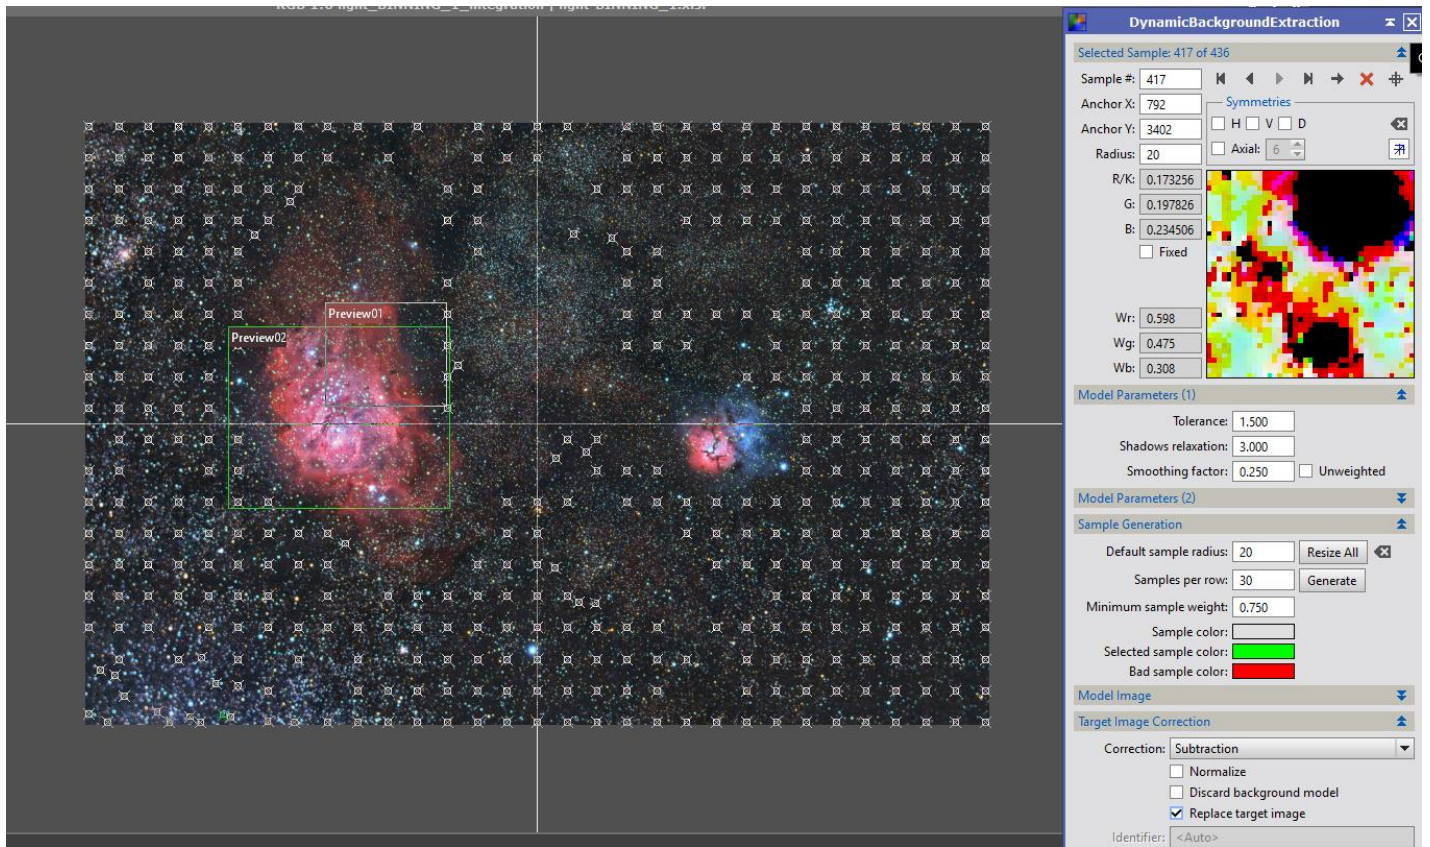 DynamicBackgroundExtraction
Selected Sample: 417 of 436
Sample #: 417
Anchor X: 792
Symmetries
Anchor Y: 3402
H V D
Radius: 20
Axial: 6
R/K: 0.173256
G: 0.197826
B: 0.234506
Fixed
Wr: 0.598
Wg: 0.475
Wb: 0.308
Model Parameters (1)
Tolerance: 1.500
Shadows relaxation: 3.000
Smoothing factor: 0.250 Unweighted
Model Parameters (2)
Sample Generation
Default sample radius: 20 Resize All
Samples per row: 30 Generate
Minimum sample weight: 0.750
Sample color:
Selected sample color:
Bad sample color:
Model Image
Target Image Correction
Correction: Subtraction
Normalize
Discard background model
Replace target image
Identifier: <Auto>
Preview01
Preview02